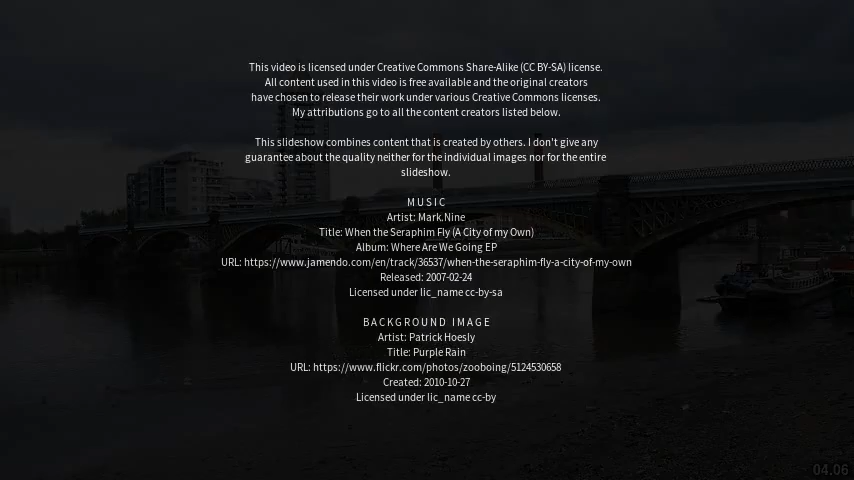 This video is licensed under Creative Commons Share-Alike (CC BY-SA) license.
All content used in this video is free available and the original creators
have chosen to release their work under various Creative Commons licenses.
My attributions go to all the content creators listed below.
This slideshow combines content that is created by others. I don't give any
guarantee about the quality neither for the individual images nor for the entire
slideshow.
MUSIC
Artist: Mark.Nine
Title: When the Seraphim Fly (A City of my Own)
Album: Where Are We Going EP
URL: https://www.jamendo.com/en/track/36537/when-the-seraphim-fly-a-city-of-my-own
Released: 2007-02-24
Licensed under lic_name cc-by-sa
BACKGROUND IMAGE
Artist: Patrick Hoesly
Title: Purple Rain
URL: https://www.flickr.com/photos/zooboing/5124530658
Created: 2010-10-27
Licensed under lic_name cc-by
04.06